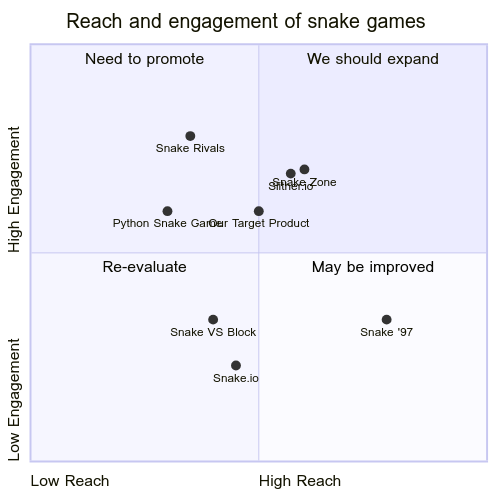 Reach and engagement of snake games
Need to promote
We should expand
Snake Rivals
Snake Zone
Slither.io
Python Snake Game
Our Target Product
Re-evaluate
May be improved
Snake VS Block
Snake '97
Snake.io
High Engagement
Low Engagement
Low Reach
High Reach